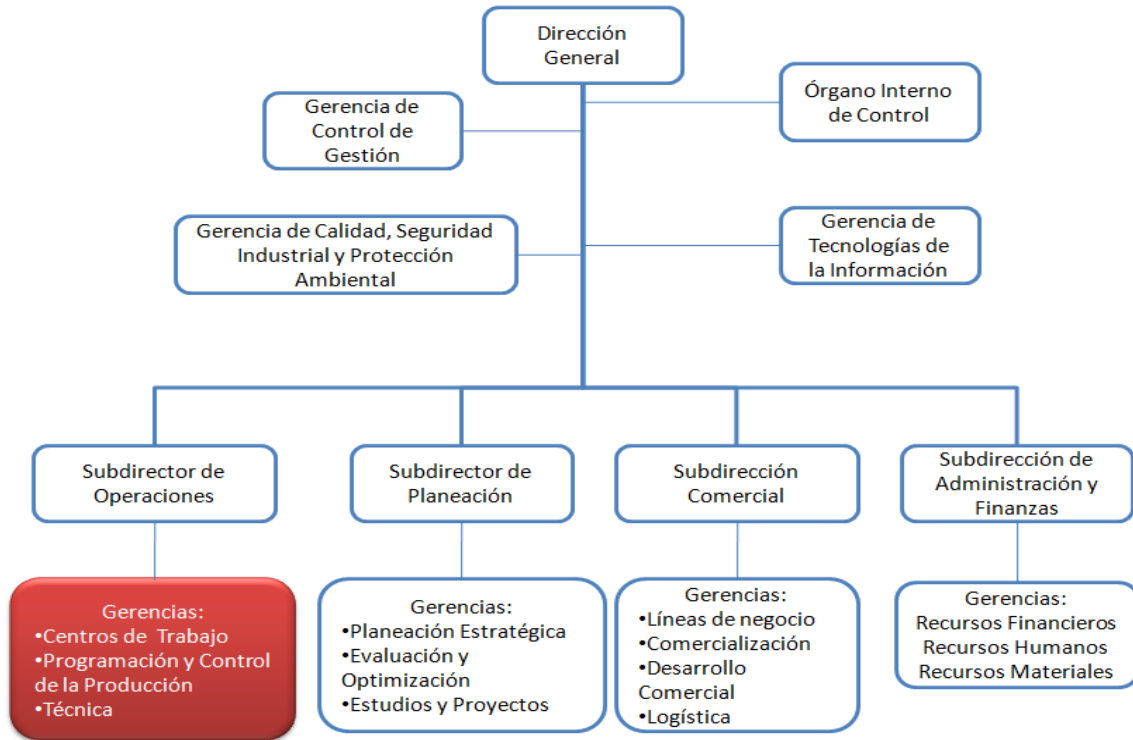 Dirección
General
Órgano Interno
de Control
Gerencia de
Control de
Gestión
Gerencia de Calidad, Seguridad
Industrial y Protección
Ambiental
Gerencia de
Tecnologías de
la Información
Subdirector de
Operaciones
Subdirector de
Planeación
Subdirección
Comercial
Subdirección de
Administración y
Finanzas
Gerencias:
•Centros de Trabajo
•Programación y Control
de la Producción
•Técnica
Gerencias:
•Planeación Estratégica
•Evaluación y
Optimización
•Estudios y Proyectos
Gerencias:
•Líneas de negocio
•Comercialización
•Desarrollo
Comercial
•Logística
Gerencias:
Recursos Financieros
Recursos Humanos
Recursos Materiales